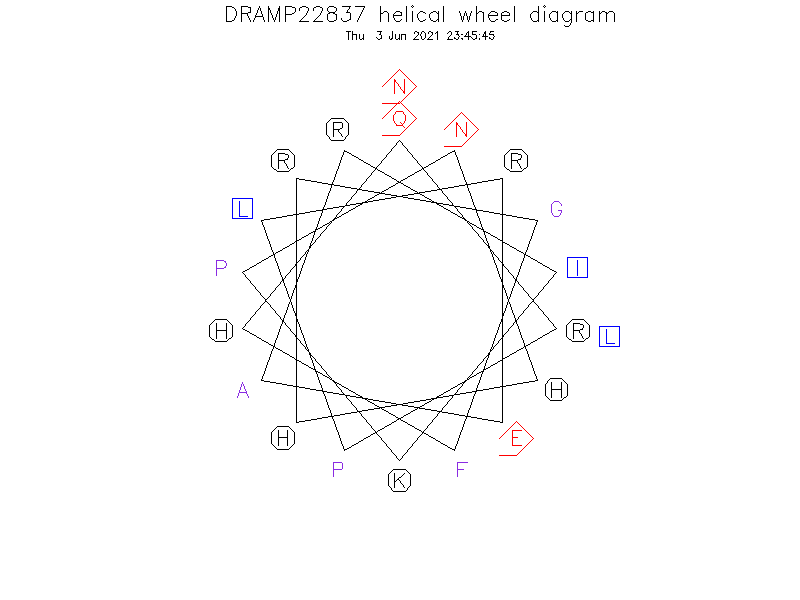 DRAMP22837 helical wheel diagram
Thu 3 Jun 2021 23:45:45
N
Q
R N
R R
L G
P I
H R L
A H
H E
P F
K